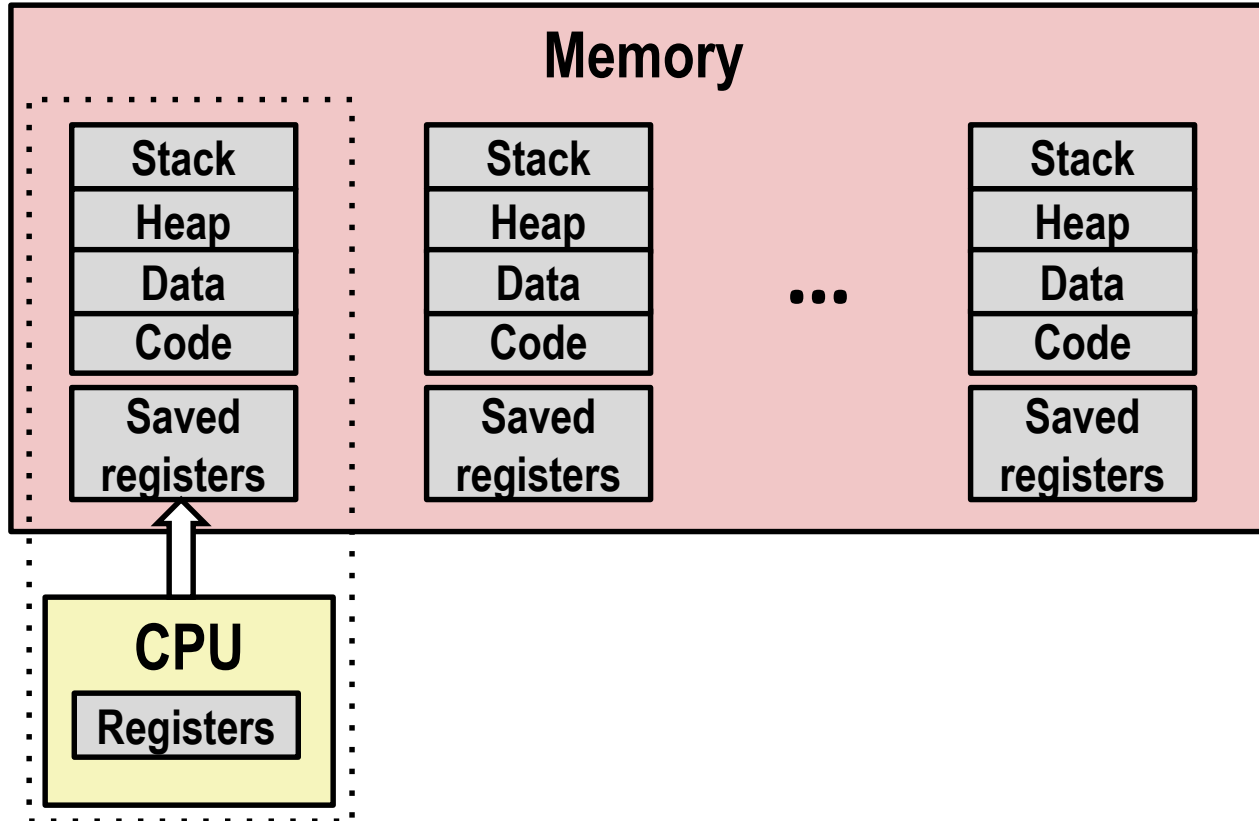 Memory
Stack
Heap
Data
Code
Saved
registers
Stack
Heap
Data
Code
Saved
registers
...
Stack
Heap
Data
Code
Saved
registers
CPU
Registers